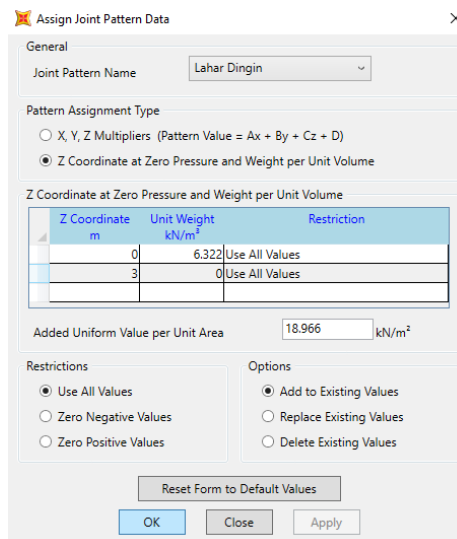 Assign Joint Pattern Data
General
Joint Pattern Name Lahar Dingin
Pattern Assignment Type
X, Y, Z Multipliers (Pattern Value = Ax + By + Cz + D)
Z Coordinate at Zero Pressure and Weight per Unit Volume
Z Coordinate at Zero Pressure and Weight per Unit Volume
Z Coordinate m Unit Weight kN/m³ Restriction
0 6.322 Use All Values
3 0 Use All Values
Added Uniform Value per Unit Area 18.966 kN/m²
Restrictions
Use All Values
Zero Negative Values
Zero Positive Values
Options
Add to Existing Values
Replace Existing Values
Delete Existing Values
Reset Form to Default Values
OK Close Apply